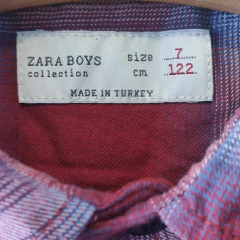 ZARA BOYS size 7
collection cm 122
MADE IN TURKEY